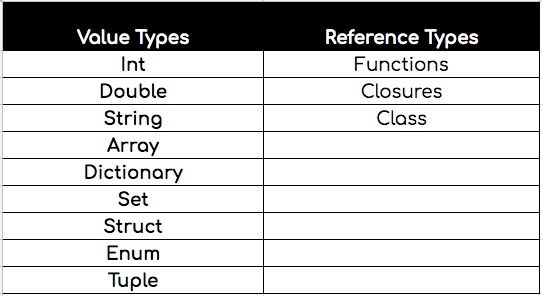 Value Types Reference Types
Int Functions
Double Closures
String Class
Array
Dictionary
Set
Struct
Enum
Tuple